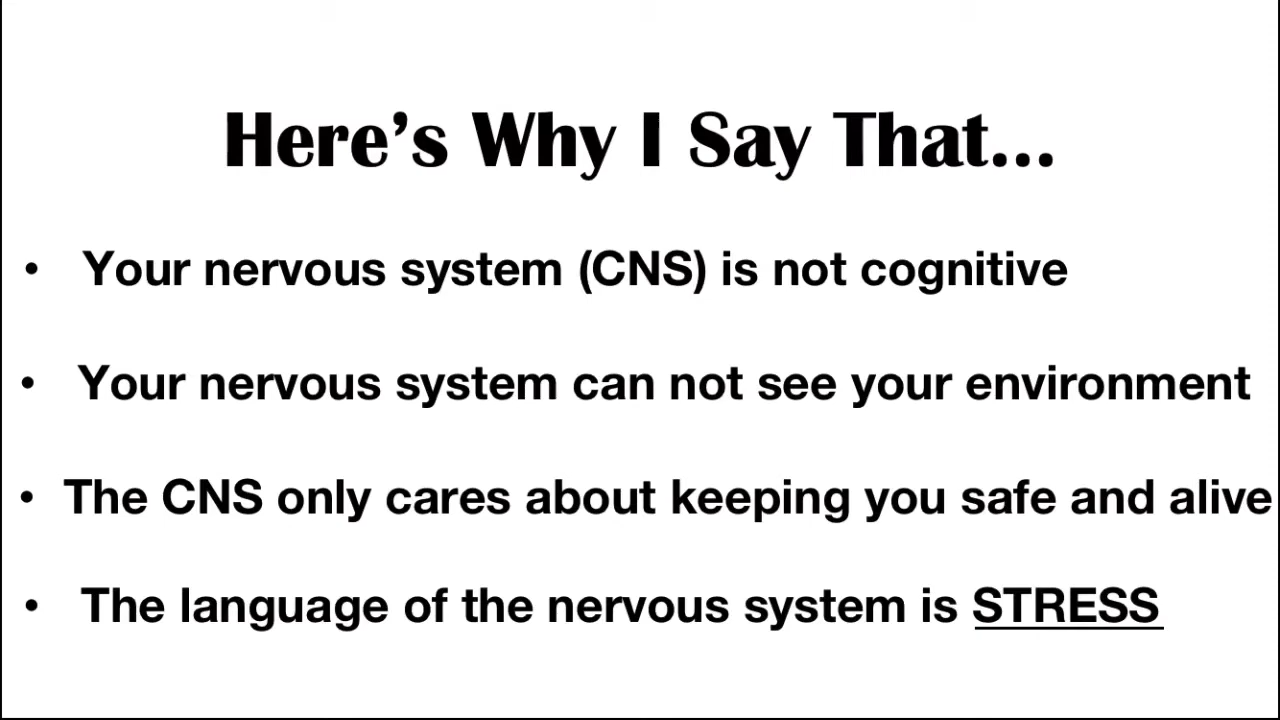 Here’s Why I Say That...
• Your nervous system (CNS) is not cognitive
• Your nervous system can not see your environment
• The CNS only cares about keeping you safe and alive
• The language of the nervous system is STRESS